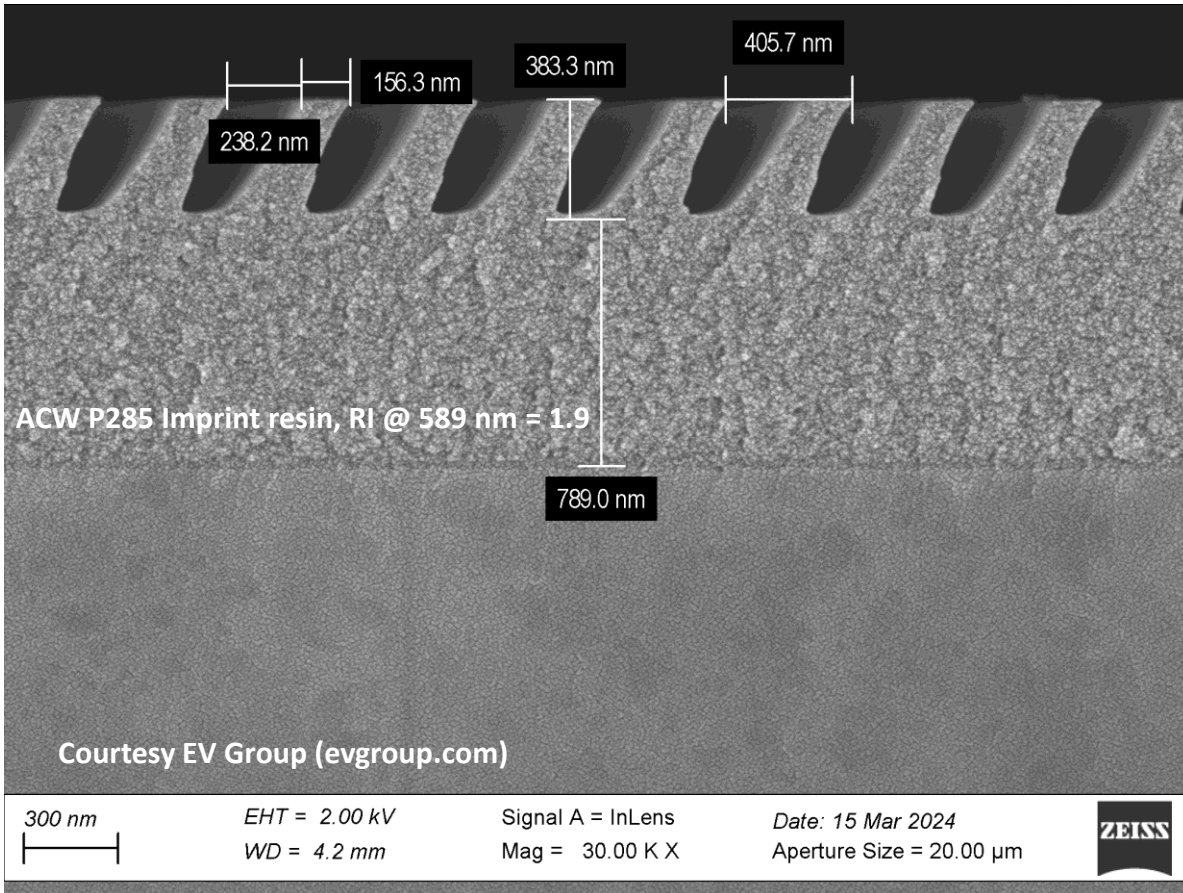 405.7 nm
383.3 nm
156.3 nm
238.2 nm
ACW P285 Imprint resin, RI @ 589 nm = 1.9
789.0 nm
Courtesy EV Group (evgroup.com)
300 nm
EHT = 2.00 kV
Signal A = InLens
Date: 15 Mar 2024
ZEISS
WD = 4.2 mm
Mag = 30.00 K X
Aperture Size = 20.00 µm